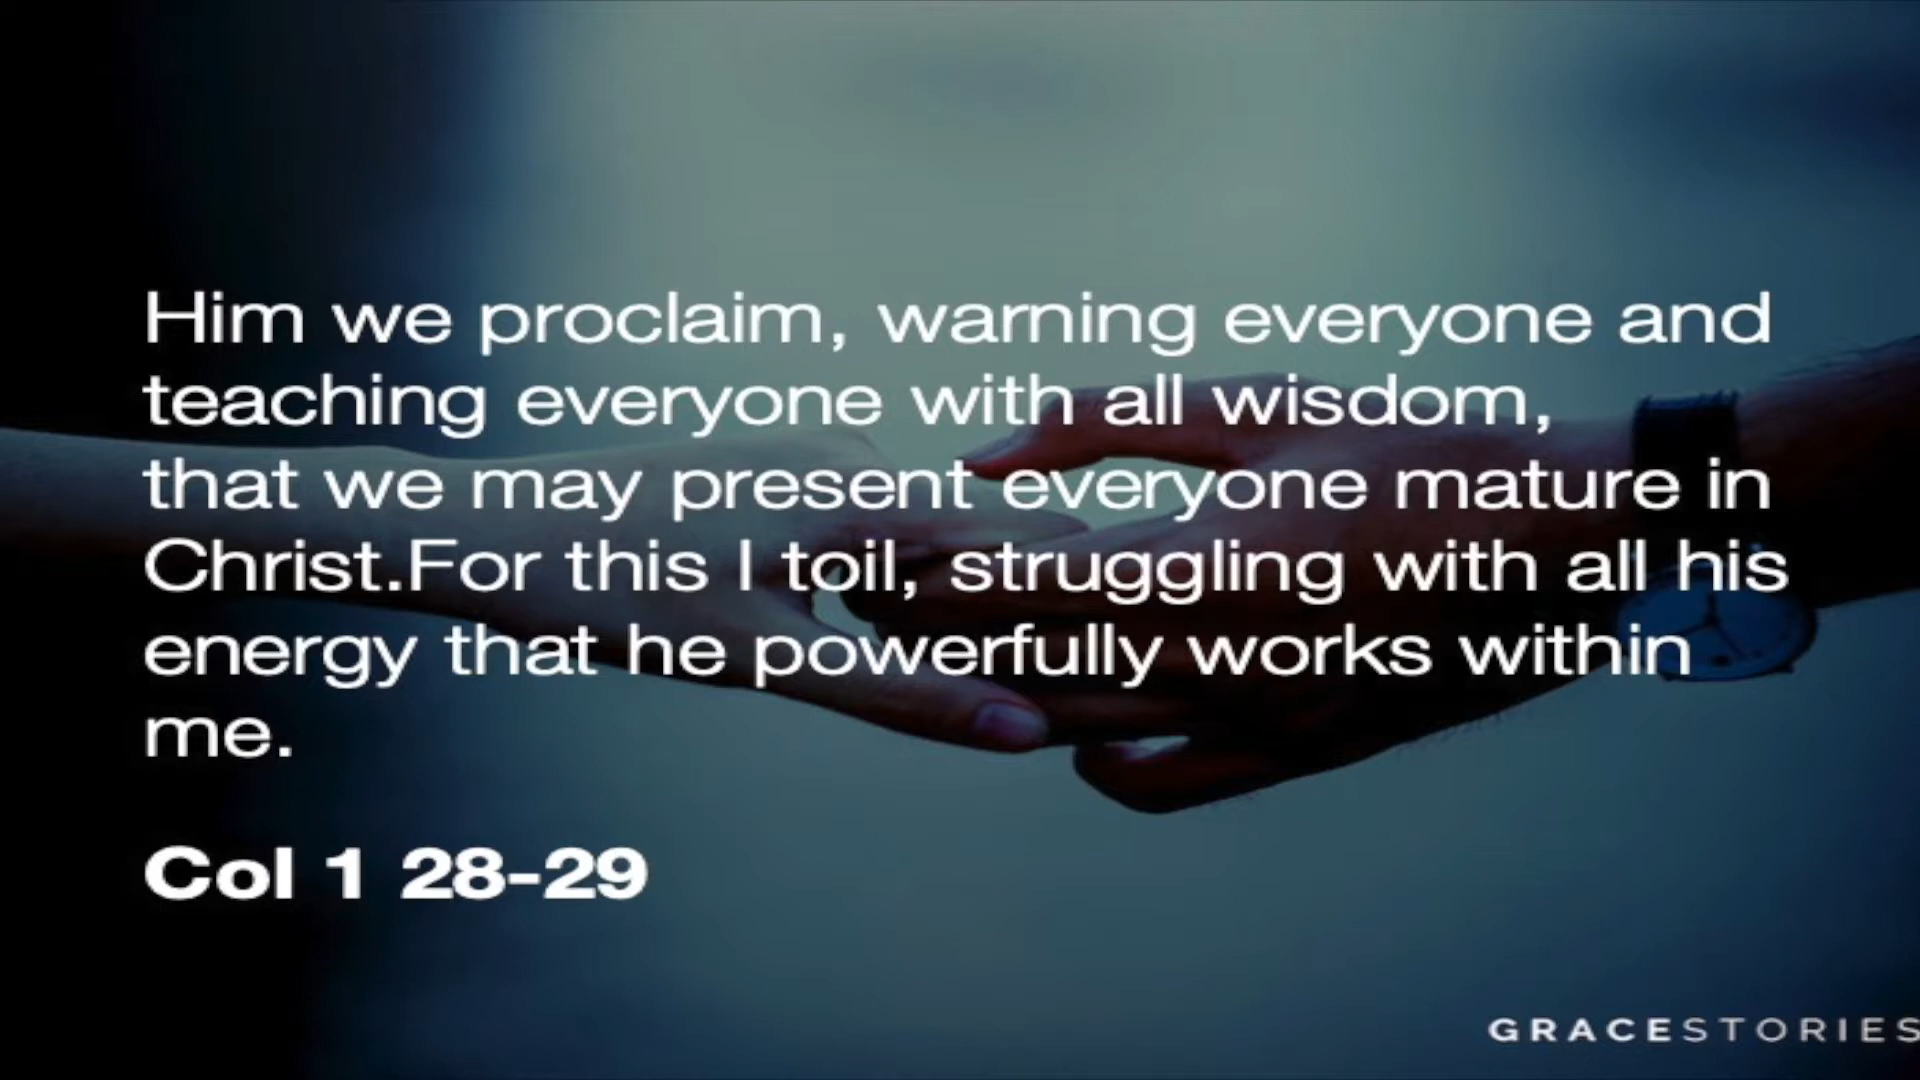 Him we proclaim, warning everyone and
teaching everyone with all wisdom,
that we may present everyone mature in
Christ.For this I toil, struggling with all his
energy that he powerfully works within
me.
Col 1 28-29
GRACESTORIES